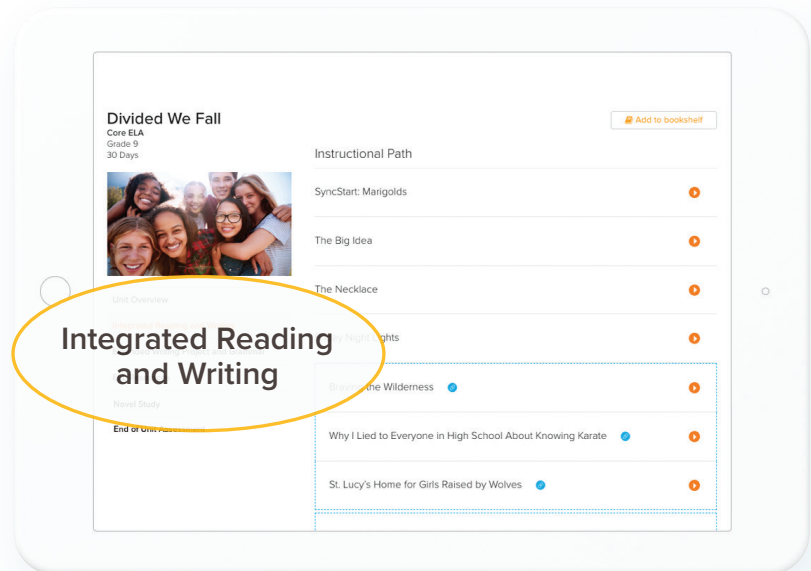 Divided We Fall
Core ELA
Grade 9
30 Days
Add to bookshelf
Instructional Path
SyncStart: Marigolds
The Big Idea
The Necklace
Unit Overview
Integrated Reading
and Writing
Night Lights
the Wilderness
Novel Study
End of Unit Assessment
Why I Lied to Everyone in High School About Knowing Karate
St. Lucy's Home for Girls Raised by Wolves